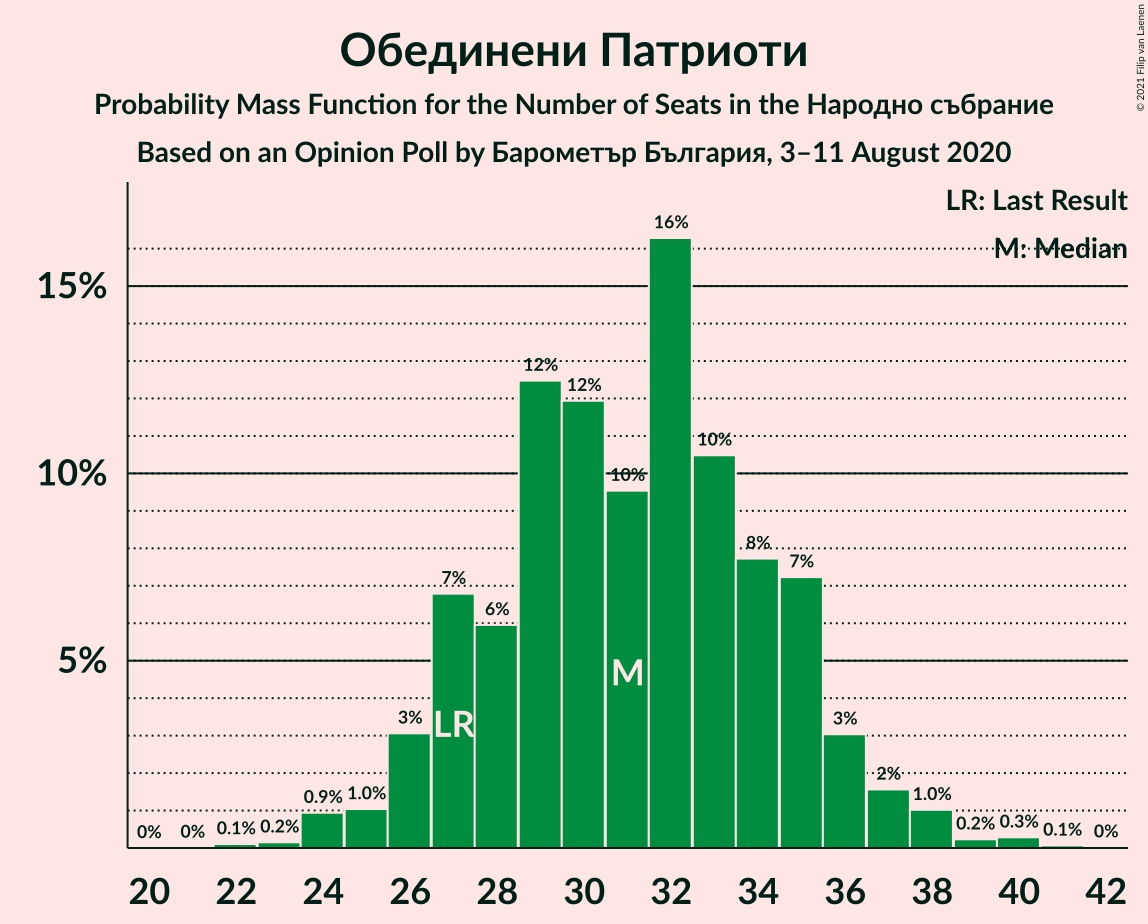 Обединени Патриоти
Probability Mass Function for the Number of Seats in the Народно събрание
Based on an Opinion Poll by Барометър България, 3–11 August 2020
© 2021 Filip van Laenen
LR: Last Result
M: Median
15%
10%
5%
0%
0%
0.1%
0.2%
0.9%
1.0%
3%
7%
6%
12%
12%
10%
16%
10%
8%
7%
3%
2%
1.0%
0.2%
0.3%
0.1%
0%
LR
M
20 22 24 26 28 30 32 34 36 38 40 42